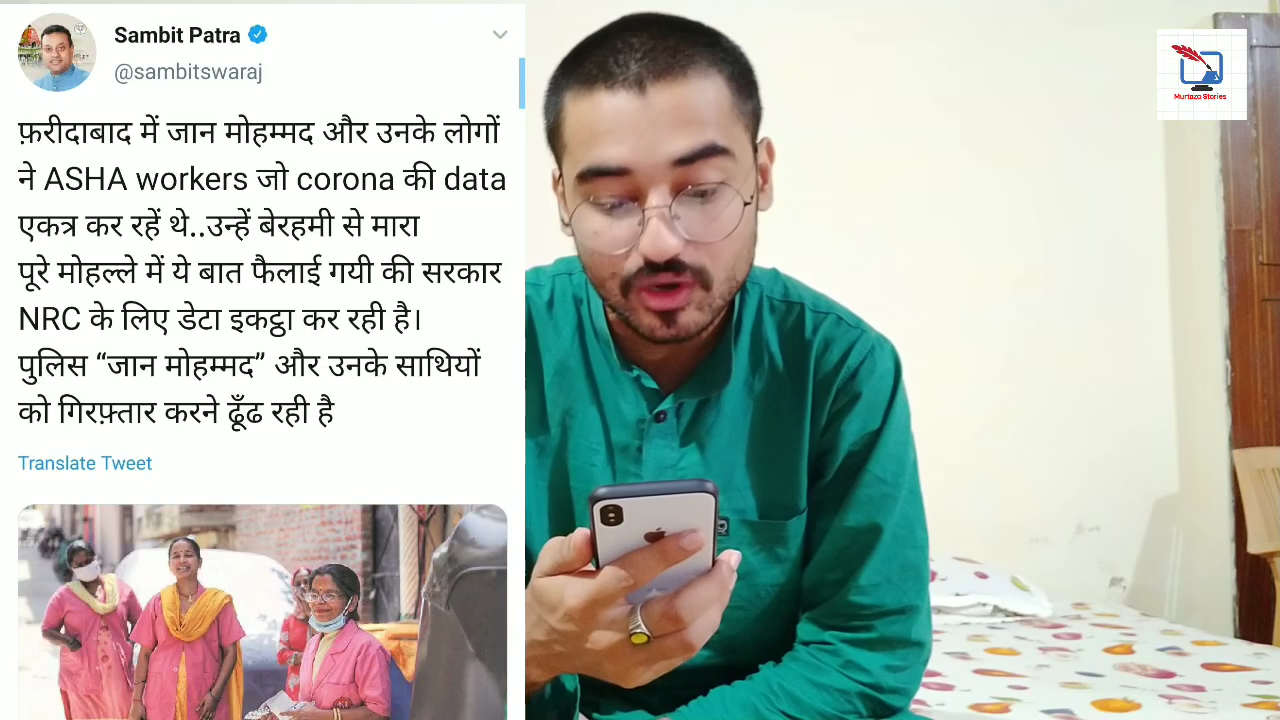 Sambit Patra
@sambitswaraj
फ़रीदाबाद में जान मोहम्मद और उनके लोगों
ने ASHA workers जो corona की data
एकत्र कर रहें थे..उन्हें बेरहमी से मारा
पूरे मोहल्ले में ये बात फैलाई गयी की सरकार
NRC के लिए डेटा इकट्ठा कर रही है।
पुलिस “जान मोहम्मद” और उनके साथियों
को गिरफ़्तार करने ढूँढ रही है
Translate Tweet
Murtaza Stories